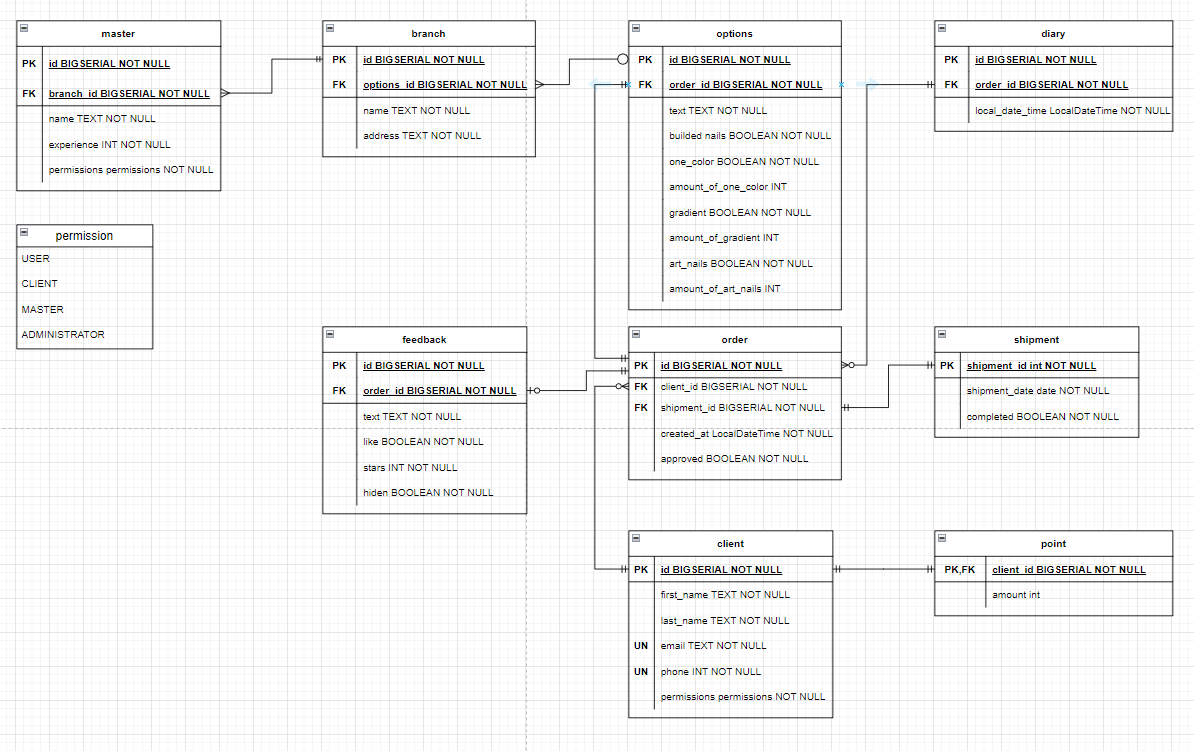 master
PK id BIGSERIAL NOT NULL
FK branch_id BIGSERIAL NOT NULL
name TEXT NOT NULL
experience INT NOT NULL
permissions permissions NOT NULL
branch
PK id BIGSERIAL NOT NULL
FK options_id BIGSERIAL NOT NULL
name TEXT NOT NULL
address TEXT NOT NULL
options
PK id BIGSERIAL NOT NULL
FK order_id BIGSERIAL NOT NULL
text TEXT NOT NULL
builded nails BOOLEAN NOT NULL
one_color BOOLEAN NOT NULL
amount_of_one_color INT
gradient BOOLEAN NOT NULL
amount_of_gradient INT
art_nails BOOLEAN NOT NULL
amount_of_art_nails INT
diary
PK id BIGSERIAL NOT NULL
FK order_id BIGSERIAL NOT NULL
local_date_time LocalDateTime NOT NULL
permission
USER
CLIENT
MASTER
ADMINISTRATOR
feedback
PK id BIGSERIAL NOT NULL
FK order_id BIGSERIAL NOT NULL
text TEXT NOT NULL
like BOOLEAN NOT NULL
stars INT NOT NULL
hiden BOOLEAN NOT NULL
order
PK id BIGSERIAL NOT NULL
FK client_id BIGSERIAL NOT NULL
FK shipment_id BIGSERIAL NOT NULL
created_at LocalDateTime NOT NULL
approved BOOLEAN NOT NULL
shipment
PK shipment_id int NOT NULL
shipment_date date NOT NULL
completed BOOLEAN NOT NULL
client
PK id BIGSERIAL NOT NULL
first_name TEXT NOT NULL
last_name TEXT NOT NULL
UN email TEXT NOT NULL
UN phone INT NOT NULL
permissions permissions NOT NULL
point
PK,FK client_id BIGSERIAL NOT NULL
amount int